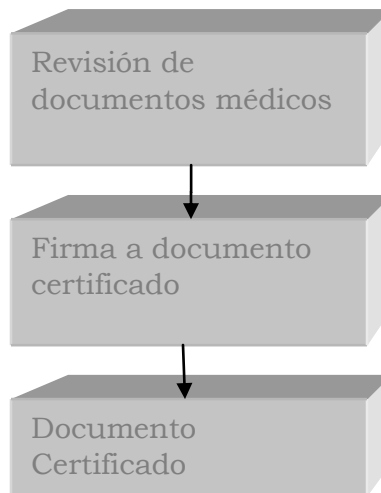 Revisión de
documentos médicos
Firma a documento
certificado
Documento
Certificado